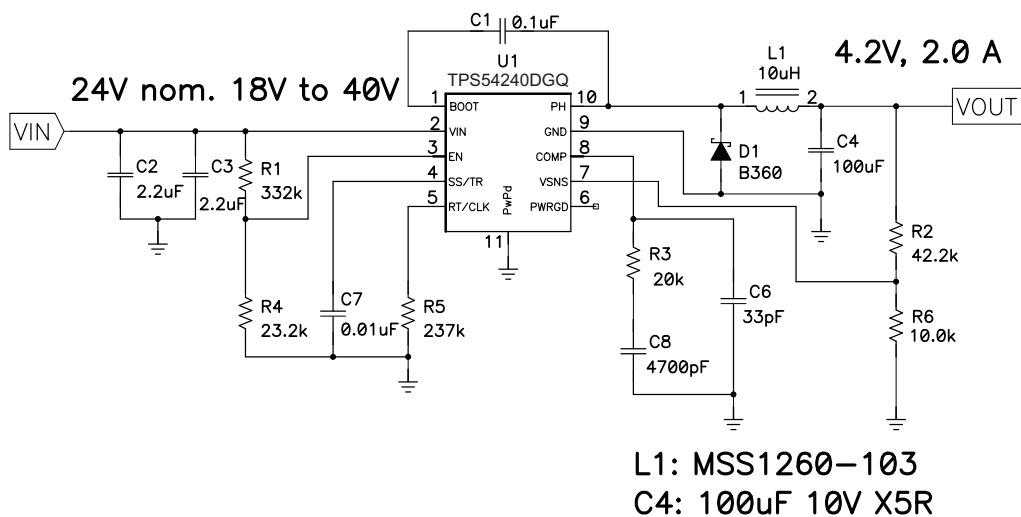 C1
0.1uF
U1
TPS54240DGQ
24V nom. 18V to 40V
L1
10uH
4.2V, 2.0 A
1 BOOT PH 10
1 2
VOUT
VIN
2 VIN GND 9
3 EN COMP 8
4 SS/TR VSNS 7
5 RT/CLK PWRGD 6
PwPd
11
C2
2.2uF
C3
2.2uF
R1
332k
D1
B360
C4
100uF
R2
42.2k
R3
20k
R4
23.2k
C7
0.01uF
R5
237k
C6
33pF
R6
10.0k
C8
4700pF
L1: MSS1260-103
C4: 100uF 10V X5R